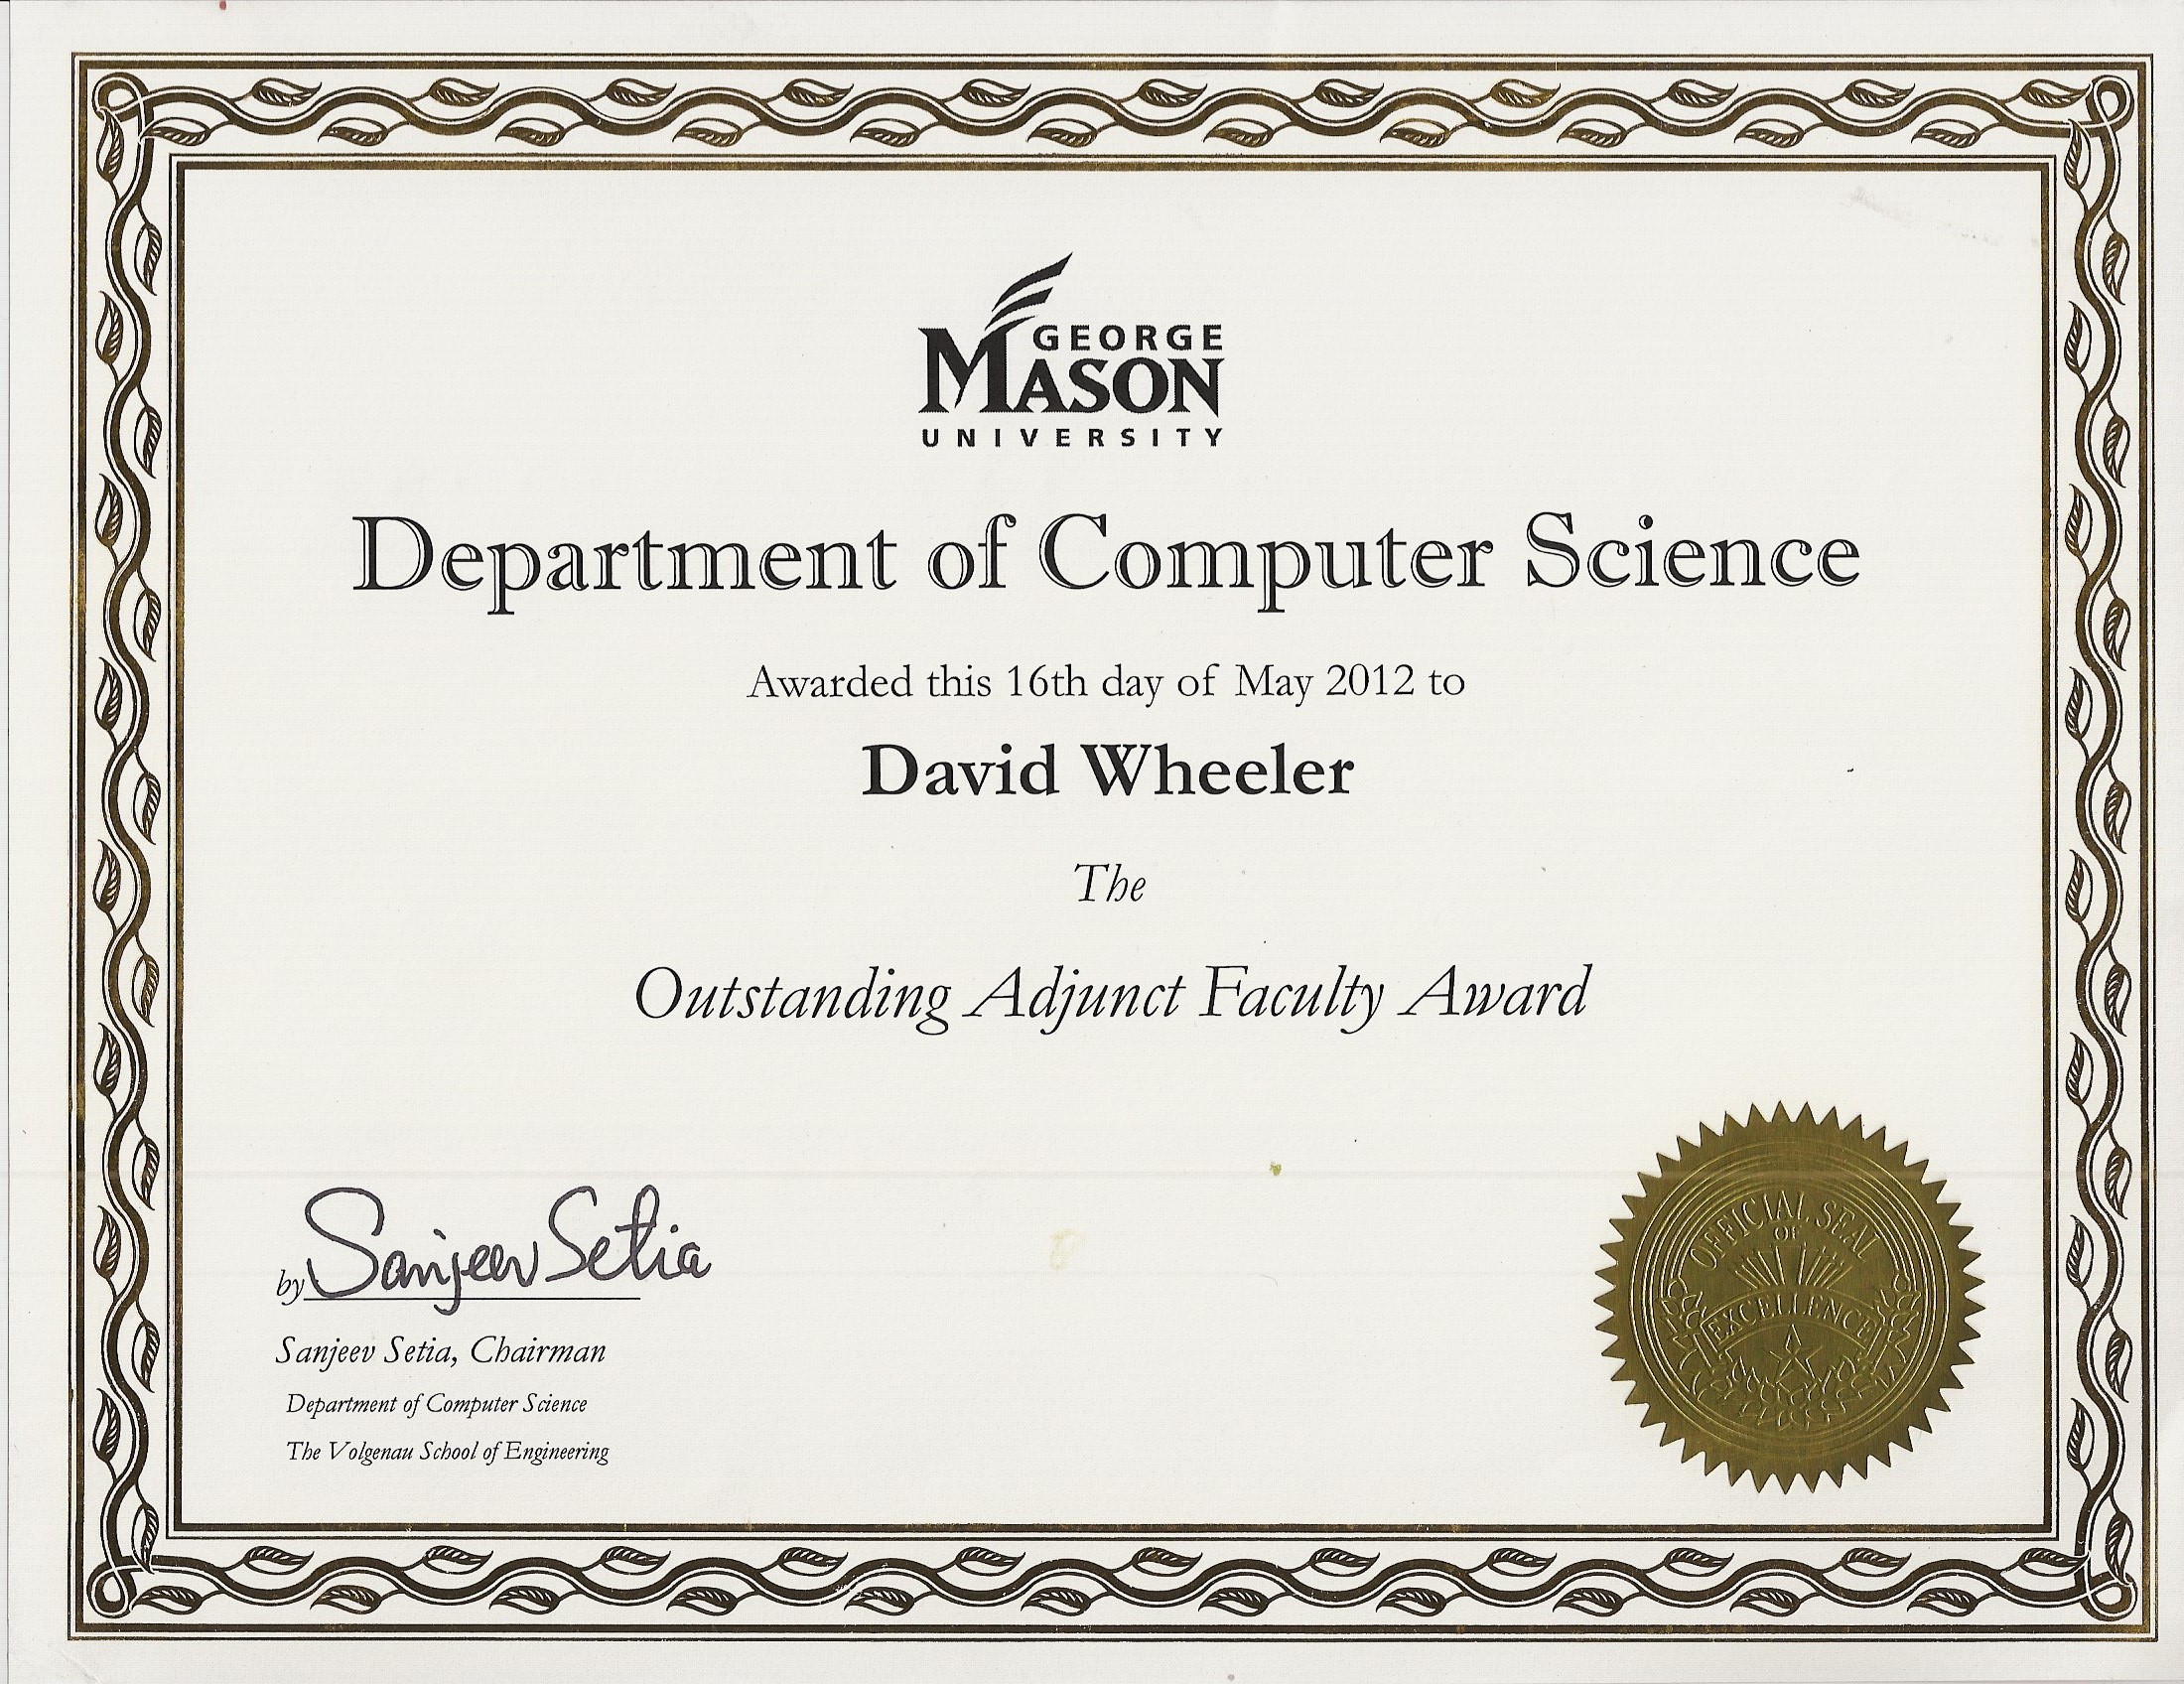 GEORGE
MASON
UNIVERSITY
Department of Computer Science
Awarded this 16th day of May 2012 to
David Wheeler
The
Outstanding Adjunct Faculty Award
by Sanjeev Setia
Sanjeev Setia, Chairman
Department of Computer Science
The Volgenau School of Engineering
OFFICIAL SEAL
OF
EXCELLENCE